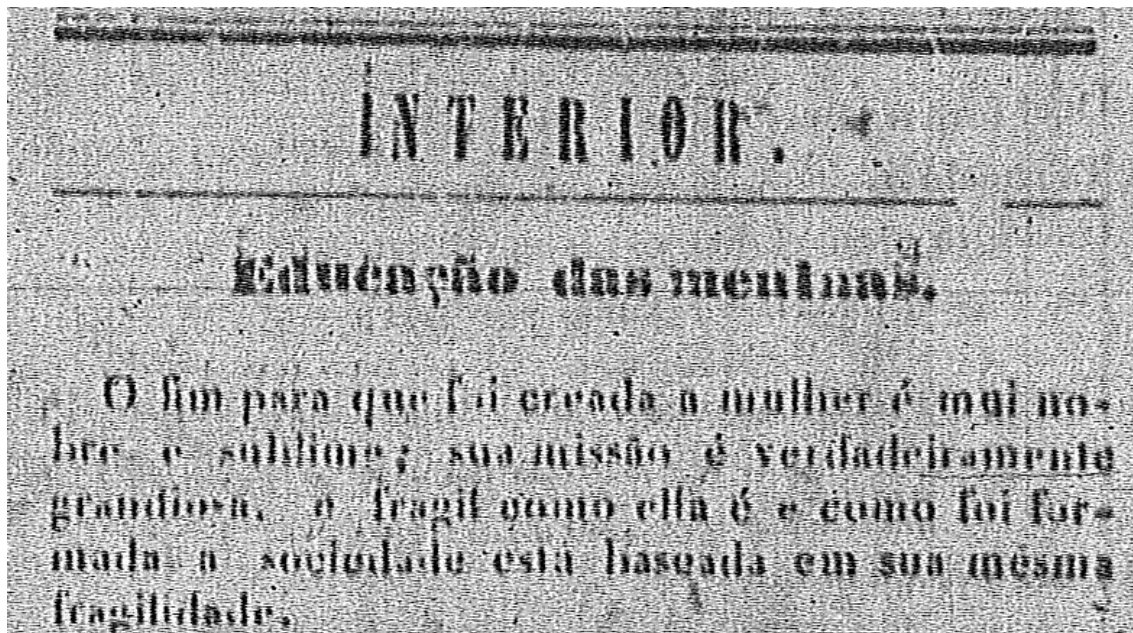 INTERIOR.
Educação das meninas.
O fim para que foi creada a mulher é mui no-
bre e sublime; sua missão é verdadeiramente
grandiosa, e fragil como ella é e como foi for-
mada a sociedade está baseada em sua mesma
fragilidade.